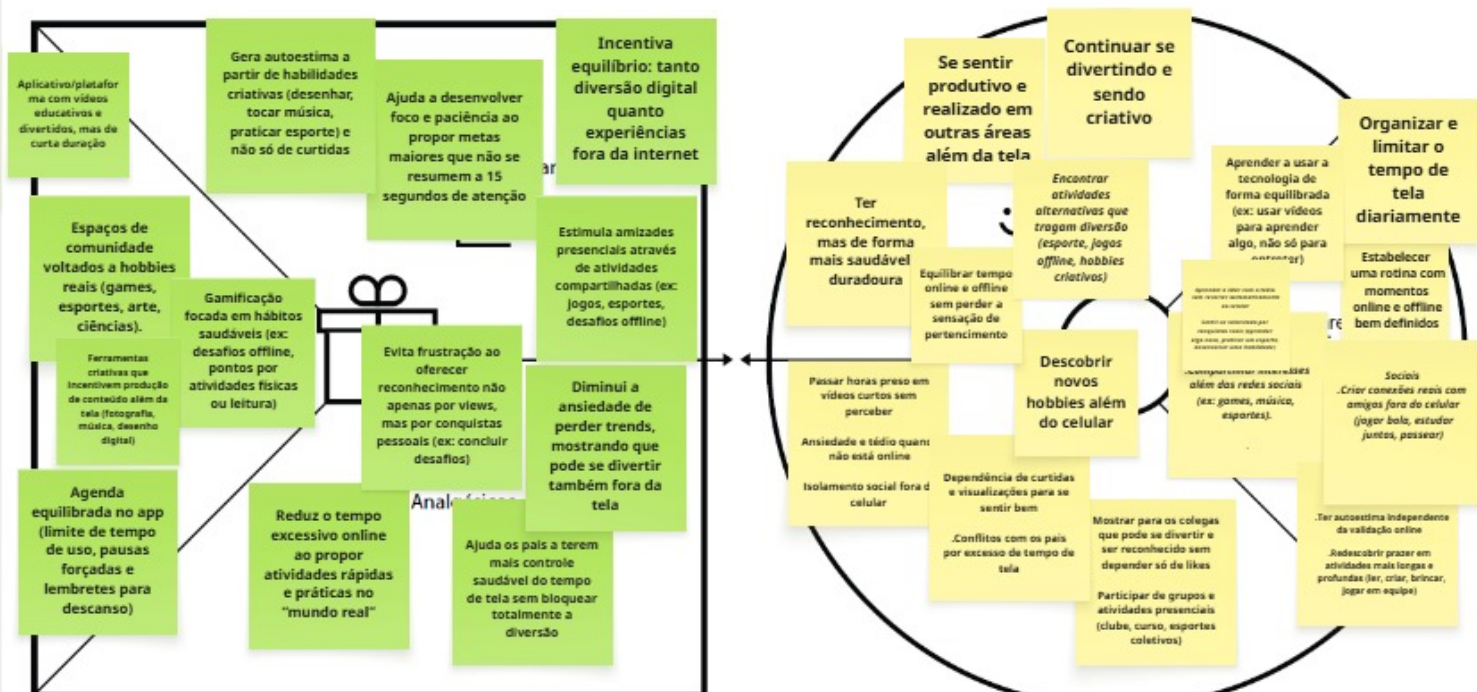 Aplicativo/platafor
ma com vídeos
educativos e
divertidos, mas de
curta duração
Gera autoestima a
partir de habilidades
criativas (desenhar,
tocar música,
praticar esporte) e
não só de curtidas
Ajuda a desenvolver
foco e paciência ao
propor metas
maiores que não se
resumem a 15
segundos de atenção
Incentiva
equilíbrio: tanto
diversão digital
quanto
experiências
fora da internet
Espaços de
comunidade
voltados a hobbies
reais (games,
esportes, arte,
ciências).
Gamificação
focada em hábitos
saudáveis (ex:
desafios offline,
pontos por
atividades físicas
ou leitura)
Estimula amizades
presenciais através
de atividades
compartilhadas (ex:
jogos, esportes,
desafios offline)
Ferramentas
criativas que
incentivem produção
de conteúdo além da
tela (fotografia,
música, desenho
digital)
Evita frustração ao
oferecer
reconhecimento não
apenas por views,
mas por conquistas
pessoais (ex: concluir
desafios)
Diminui a
ansiedade de
perder trends,
mostrando que
pode se divertir
também fora da
tela
Agenda
equilibrada no app
(limite de tempo
de uso, pausas
forçadas e
lembretes para
descanso)
Reduz o tempo
excessivo online
ao propor
atividades rápidas
e práticas no
"mundo real"
Ajuda os pais a terem
mais controle
saudável do tempo
de tela sem bloquear
totalmente a
diversão
Se sentir
produtivo e
realizado em
outras áreas
além da tela
Continuar se
divertindo e
sendo
criativo
Organizar e
limitar o
tempo de
tela
diariamente
Ter
reconhecimento,
mas de forma
mais saudável
duradoura
Encontrar
atividades
alternativas que
tragam diversão
(esporte, jogos
offline, hobbies
criativos)
Aprender a usar a
tecnologia de
forma equilibrada
(ex: usar vídeos
para aprender
algo, não só para
Equilibrar tempo
online e offline
sem perder a
sensação de
pertencimento
Estabelecer
uma rotina com
momentos
online e offline
bem definidos
Descobrir
novos
hobbies além
do celular
.Compartilhar interesses
além das redes sociais
(ex: games, música,
esportes).
.
Sociais
.Criar conexões reais com
amigos fora do celular
(jogar bola, estudar
juntos, passear)
Passar horas preso em
vídeos curtos sem
perceber
Ansiedade e tédio quand
não está online
Isolamento social fora d
celular
Dependência de curtidas
e visualizações para se
sentir bem
.Conflitos com os pais
por excesso de tempo de
tela
Mostrar para os colegas
que pode se divertir e
ser reconhecido sem
depender só de likes
Participar de grupos e
atividades presenciais
(clube, curso, esportes
coletivos)
.Ter autoestima independente
da validação online
.Redescobrir prazer em
atividades mais longas e
profundas (ler, criar, brincar,
jogar em equipe)